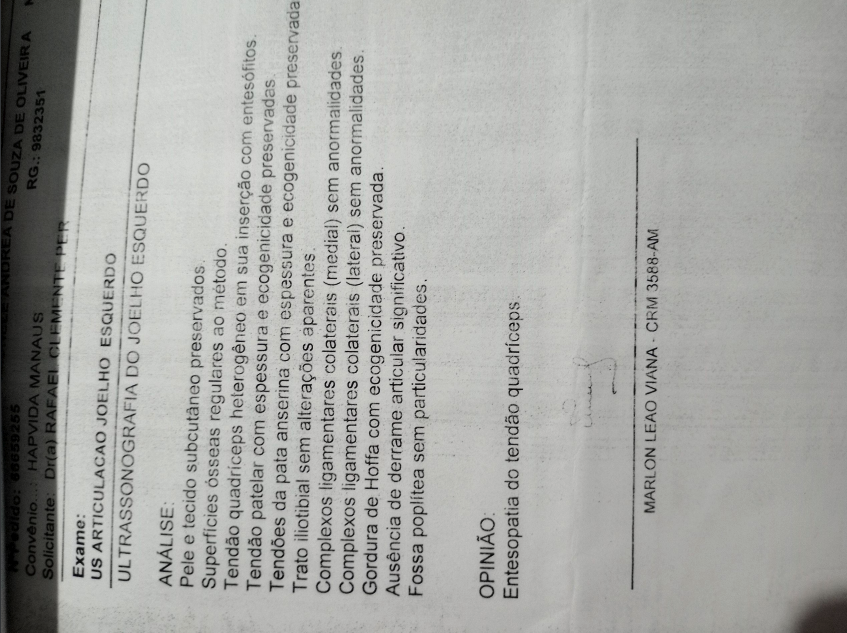 Nº Pedido: 66659255
ANDREA DE SOUZA DE OLIVEIRA
Convênio...: HAPVIDA MANAUS RG.: 9832351
Solicitante: Dr(a) RAFAEL CLEMENTE PER
Exame:
US ARTICULACAO JOELHO ESQUERDO
ULTRASSONOGRAFIA DO JOELHO ESQUERDO
ANÁLISE:
Pele e tecido subcutâneo preservados.
Superfícies ósseas regulares ao método.
Tendão quadríceps heterogêneo em sua inserção com entesófitos.
Tendão patelar com espessura e ecogenicidade preservadas.
Tendões da pata anserina com espessura e ecogenicidade preservada
Trato iliotibial sem alterações aparentes.
Complexos ligamentares colaterais (medial) sem anormalidades.
Complexos ligamentares colaterais (lateral) sem anormalidades.
Gordura de Hoffa com ecogenicidade preservada.
Ausência de derrame articular significativo.
Fossa poplítea sem particularidades.
OPINIÃO:
Entesopatia do tendão quadríceps.
MARLON LEAO VIANA - CRM 3588-AM